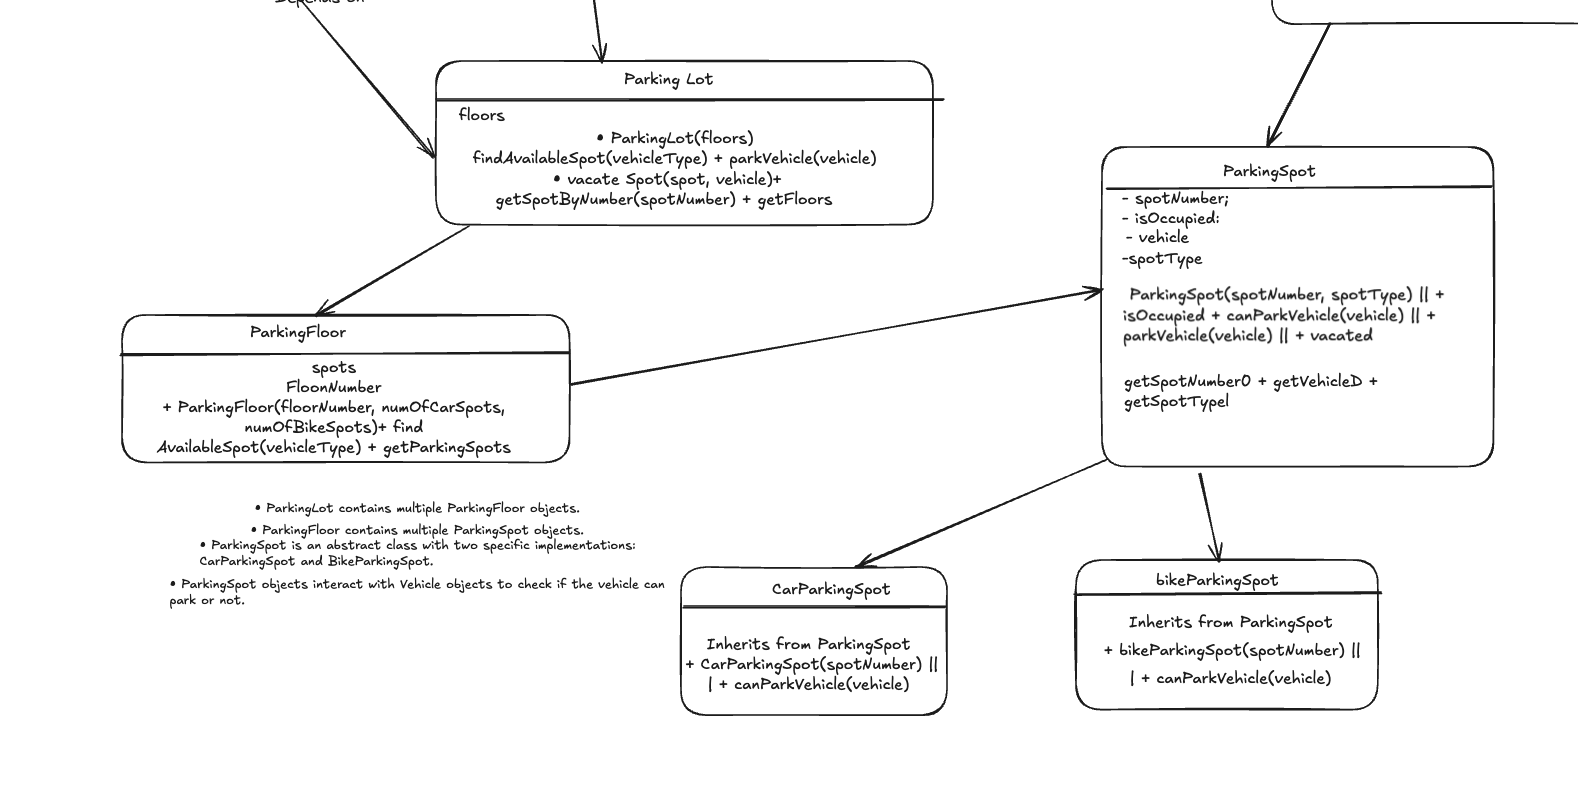 Depends on
Parking Lot
floors
• ParkingLot(floors)
findAvailableSpot(vehicleType) + parkVehicle(vehicle)
• vacate Spot(spot, vehicle)+
getSpotByNumber(spotNumber) + getFloors
ParkingSpot
- spotNumber;
- isOccupied:
- vehicle
-spotType
ParkingSpot(spotNumber, spotType) || +
isOccupied + canParkVehicle(vehicle) || +
parkVehicle(vehicle) || + vacated
getSpotNumberO + getVehicleD +
getSpotTypel
ParkingFloor
spots
FloonNumber
+ ParkingFloor(floorNumber, numOfCarSpots,
numOfBikeSpots)+ find
AvailableSpot(vehicleType) + getParkingSpots
• ParkingLot contains multiple ParkingFloor objects.
• ParkingFloor contains multiple ParkingSpot objects.
• ParkingSpot is an abstract class with two specific implementations:
CarParkingSpot and BikeParkingSpot.
• ParkingSpot objects interact with Vehicle objects to check if the vehicle can
park or not.
CarParkingSpot
Inherits from ParkingSpot
+ CarParkingSpot(spotNumber) ||
| + canParkVehicle(vehicle)
bikeParkingSpot
Inherits from ParkingSpot
+ bikeParkingSpot(spotNumber) ||
| + canParkVehicle(vehicle)